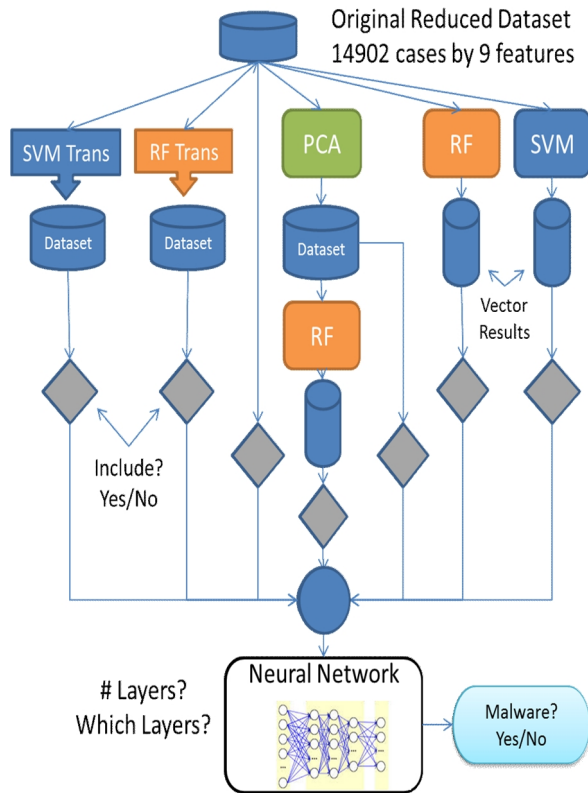 Original Reduced Dataset
14902 cases by 9 features
SVM Trans
RF Trans
PCA
RF
SVM
Dataset
Dataset
Dataset
Vector
Results
RF
Include?
Yes/No
Neural Network
# Layers?
Which Layers?
...
...
...
...
...
Malware?
Yes/No